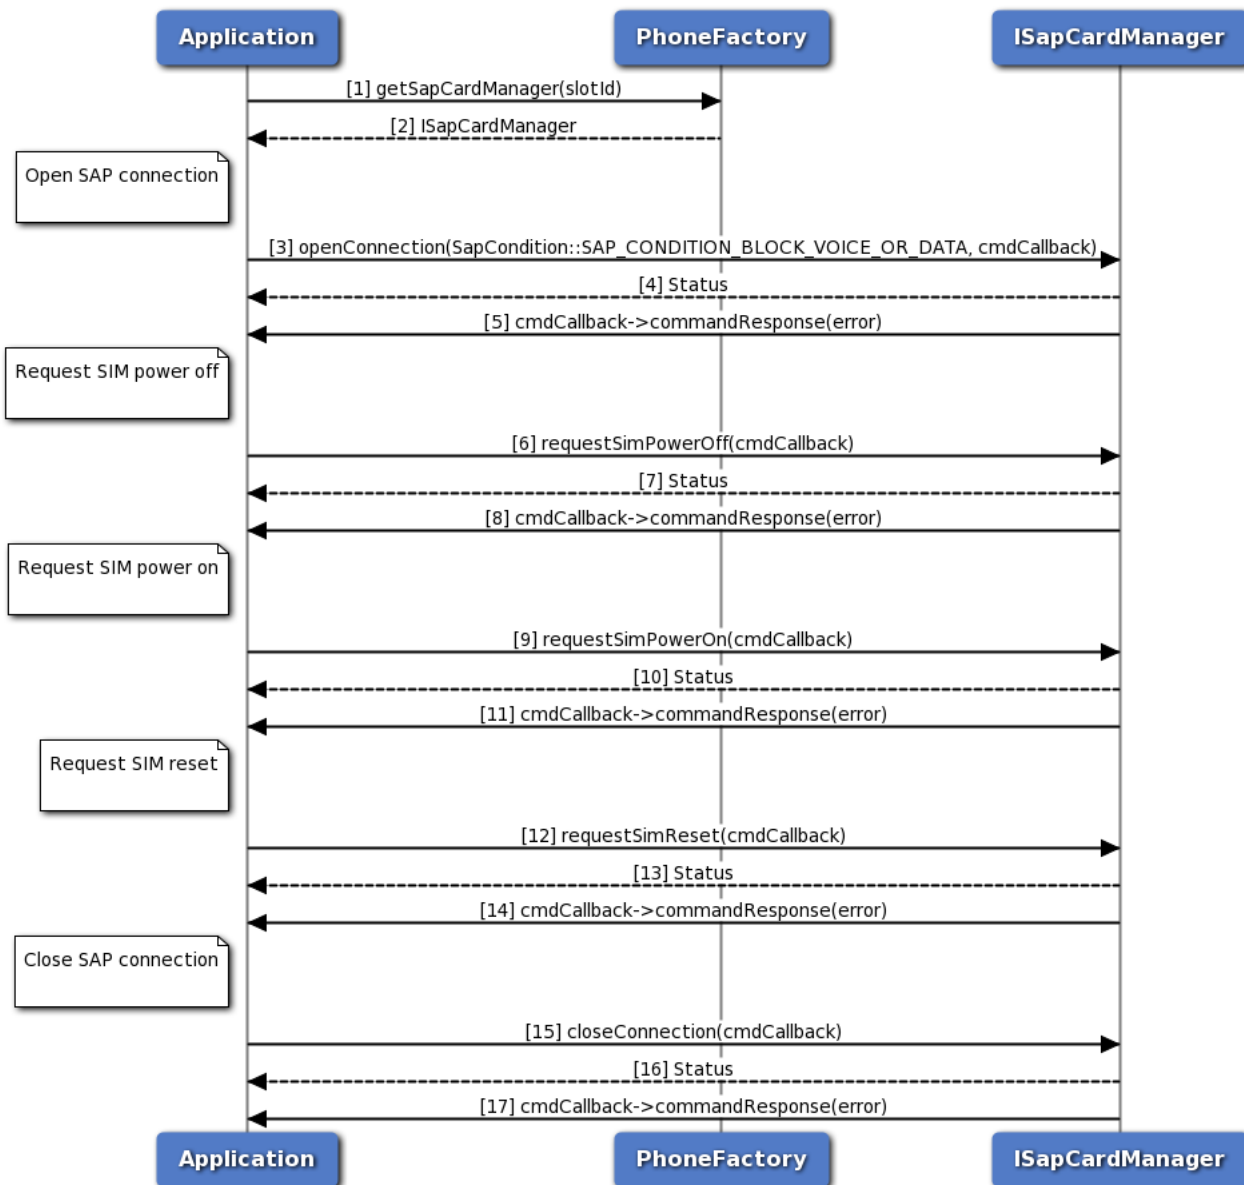 Application
PhoneFactory
ISapCardManager
[1] getSapCardManager(slotId)
[2] ISapCardManager
Open SAP connection
[3] openConnection(SapCondition::SAP_CONDITION_BLOCK_VOICE_OR_DATA, cmdCallback)
[4] Status
[5] cmdCallback->commandResponse(error)
Request SIM power off
[6] requestSimPowerOff(cmdCallback)
[7] Status
[8] cmdCallback->commandResponse(error)
Request SIM power on
[9] requestSimPowerOn(cmdCallback)
[10] Status
[11] cmdCallback->commandResponse(error)
Request SIM reset
[12] requestSimReset(cmdCallback)
[13] Status
[14] cmdCallback->commandResponse(error)
Close SAP connection
[15] closeConnection(cmdCallback)
[16] Status
[17] cmdCallback->commandResponse(error)
Application
PhoneFactory
ISapCardManager